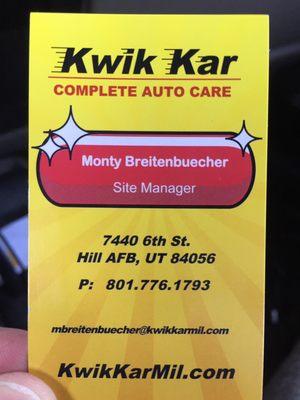 Kwik Kar
COMPLETE AUTO CARE
Monty Breitenbuecher
Site Manager
7440 6th St.
Hill AFB, UT 84056
P: 801.776.1793
mbreitenbuecher@kwikkarmil.com
KwikKarMil.com